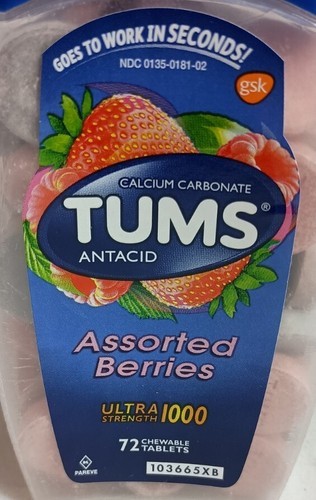 GOES TO WORK IN SECONDS!
NDC 0135-0181-02
gsk
CALCIUM CARBONATE
TUMS®
ANTACID
Assorted
Berries
ULTRA STRENGTH 1000
72 CHEWABLE TABLETS
PAREVE
103665XB